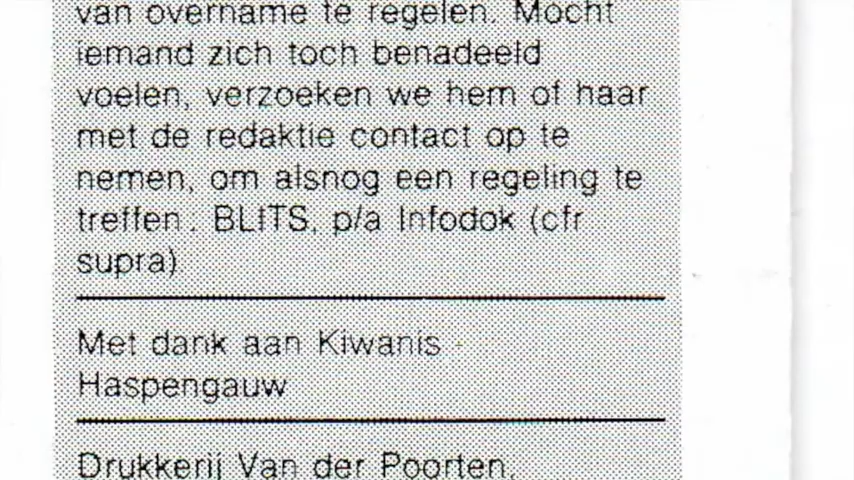 van overname te regelen. Mocht
iemand zich toch benadeeld
voelen, verzoeken we hem of haar
met de redaktie contact op te
nemen, om alsnog een regeling te
treffen: BLITS, p/a Infodok (cfr
supra)
Met dank aan Kiwanis -
Haspengauw
Drukkerij Van der Poorten,